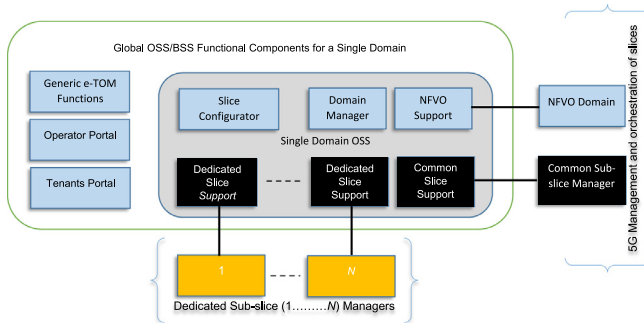 Global OSS/BSS Functional Components for a Single Domain
Generic e-TOM
Functions
Operator Portal
Tenants Portal
Slice
Configurator
Domain
Manager
NFVO
Support
Single Domain OSS
Dedicated
Slice
Support
Dedicated
Slice
Support
Common
Slice
Support
NFVO Domain
Common Sub-
slice Manager
5G Management and orchestration of slices
1
N
Dedicated Sub-slice (1.........N) Managers